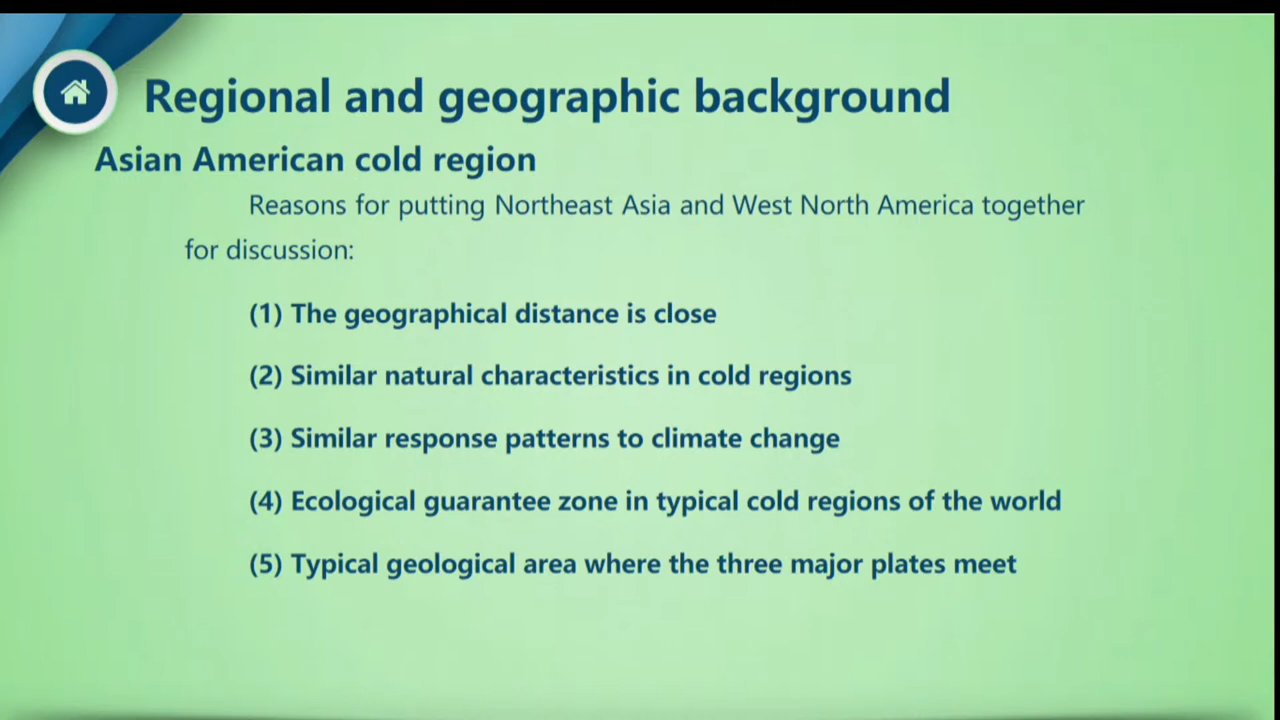 Regional and geographic background
Asian American cold region
Reasons for putting Northeast Asia and West North America together
for discussion:
(1) The geographical distance is close
(2) Similar natural characteristics in cold regions
(3) Similar response patterns to climate change
(4) Ecological guarantee zone in typical cold regions of the world
(5) Typical geological area where the three major plates meet